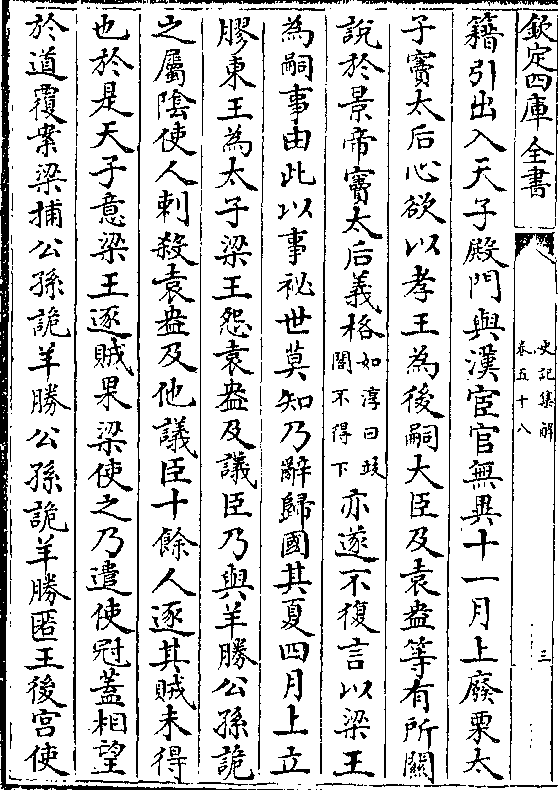 欽定四庫全書
史記集解
卷五十八
三
籍引出入天子殿門與漢宦官無異十一月上廢栗太
子竇太后心欲以孝王為後嗣大臣及袁盎等有所關
說於景帝竇太后義格如淳曰歧閣不得下亦遂不復言以梁王
為嗣事由此以事祕世莫知乃辭歸國其夏四月上立
膠東王為太子梁王怨袁盎及議臣乃與羊勝公孫詭
之屬陰使人刺殺袁盎及他議臣十餘人逐其賊未得
也於是天子意梁王逐賊果梁使之乃遣使冠蓋相望
於道覆案梁捕公孫詭羊勝公孫詭羊勝匿王後宮使